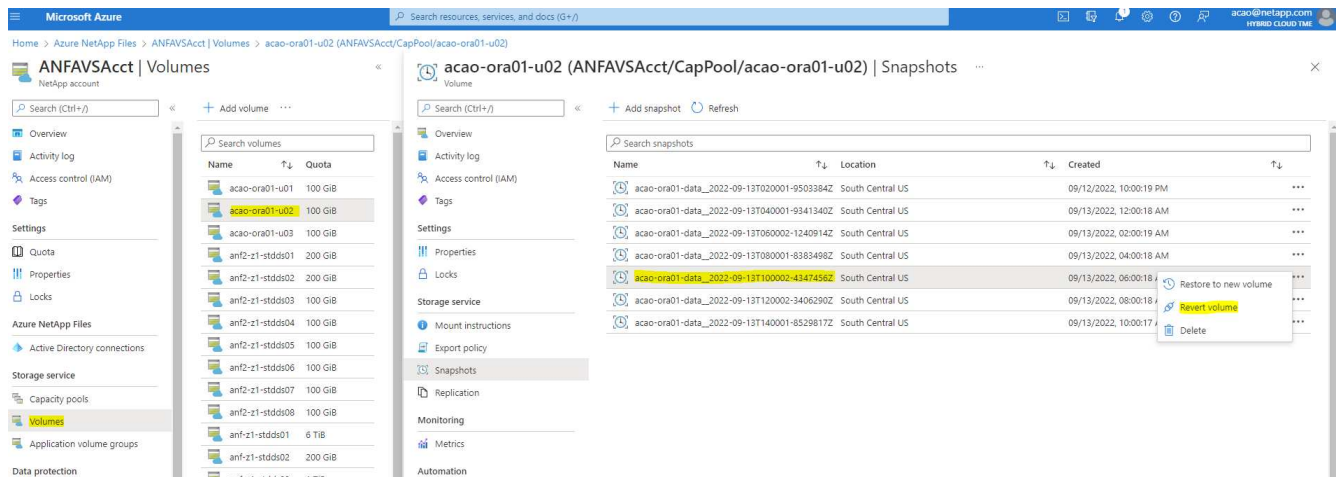 Microsoft Azure
Search resources, services, and docs (G+/)
1
acao@netapp.com
HYBRID CLOUD TME
Home > Azure NetApp Files > ANFAVSAcct | Volumes > acao-ora01-u02 (ANFAVSAcct/CapPool/acao-ora01-u02)
ANFAVSAcct | Volumes
NetApp account
Search (Ctrl+/)
Overview
Activity log
Access control (IAM)
Tags
Settings
Quota
Properties
Locks
Azure NetApp Files
Active Directory connections
Storage service
Capacity pools
Volumes
Application volume groups
Data protection
+ Add volume ...
Search volumes
Name ↑↓ Quota
acao-ora01-u01 100 GiB
acao-ora01-u02 100 GiB
acao-ora01-u03 100 GiB
anf2-z1-stdds01 200 GiB
anf2-z1-stdds02 200 GiB
anf2-z1-stdds03 100 GiB
anf2-z1-stdds04 100 GiB
anf2-z1-stdds05 100 GiB
anf2-z1-stdds06 100 GiB
anf2-z1-stdds07 100 GiB
anf2-z1-stdds08 100 GiB
anf-z1-stdds01 6 TiB
anf-z1-stdds02 200 GiB
acao-ora01-u02 (ANFAVSAcct/CapPool/acao-ora01-u02) | Snapshots ...
Volume
Search (Ctrl+/)
Overview
Activity log
Access control (IAM)
Tags
Settings
Properties
Locks
Storage service
Mount instructions
Export policy
Snapshots
Replication
Monitoring
Metrics
Automation
+ Add snapshot Refresh
Search snapshots
Name ↑↓ Location ↑↓ Created ↑↓
acao-ora01-data__2022-09-13T020001-9503384Z South Central US 09/12/2022, 10:00:19 PM ...
acao-ora01-data__2022-09-13T040001-9341340Z South Central US 09/13/2022, 12:00:18 AM ...
acao-ora01-data__2022-09-13T060002-1240914Z South Central US 09/13/2022, 02:00:19 AM ...
acao-ora01-data__2022-09-13T080001-8383498Z South Central US 09/13/2022, 04:00:18 AM ...
acao-ora01-data__2022-09-13T100002-4347456Z South Central US 09/13/2022, 06:00:18 ...
acao-ora01-data__2022-09-13T120002-3406290Z South Central US 09/13/2022, 08:00:18 ...
acao-ora01-data__2022-09-13T140001-8529817Z South Central US 09/13/2022, 10:00:17 ...
Restore to new volume
Revert volume
Delete